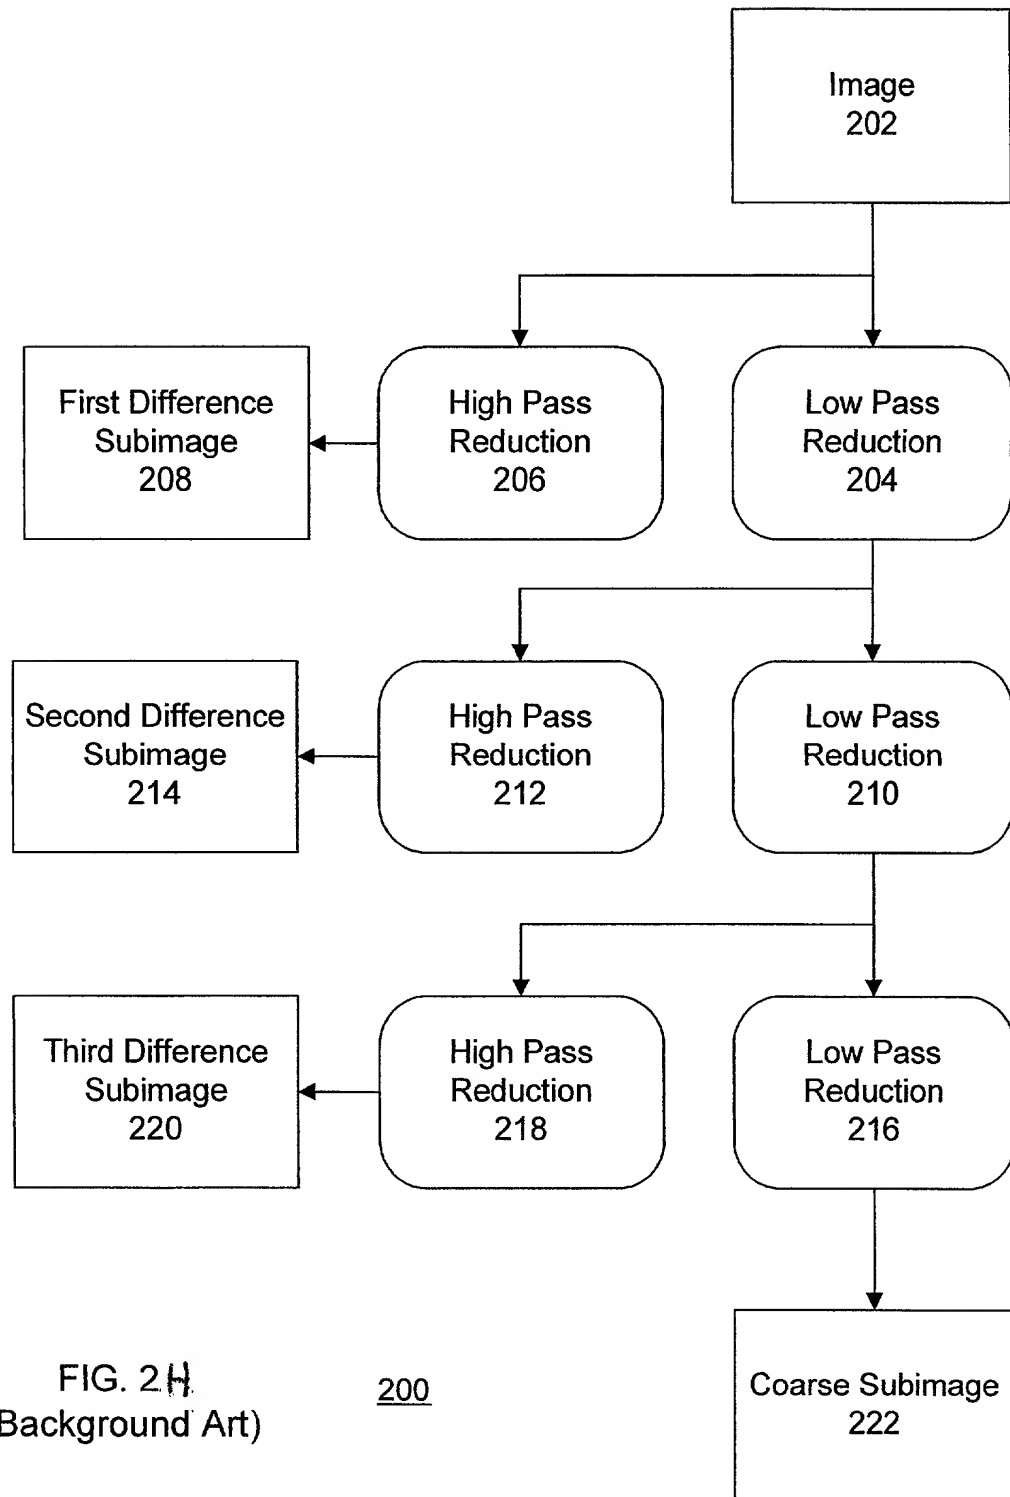 Image
202
First Difference
Subimage
208
High Pass
Reduction
206
Low Pass
Reduction
204
Second Difference
Subimage
214
High Pass
Reduction
212
Low Pass
Reduction
210
Third Difference
Subimage
220
High Pass
Reduction
218
Low Pass
Reduction
216
FIG. 2H
Background Art)
200
Coarse Subimage
222